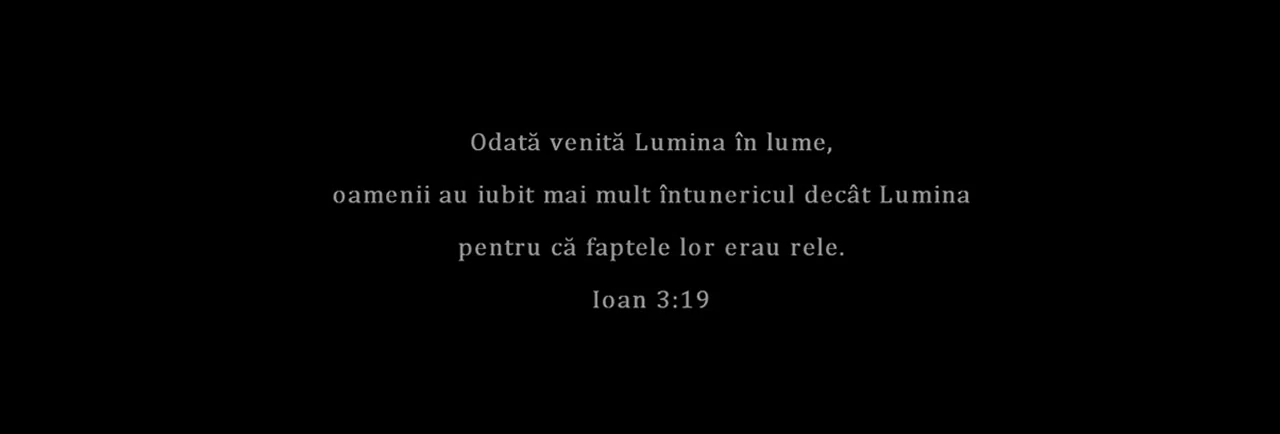 Odată venită Lumina în lume,
oamenii au iubit mai mult întunericul decât Lumina
pentru că faptele lor erau rele.
Ioan 3:19